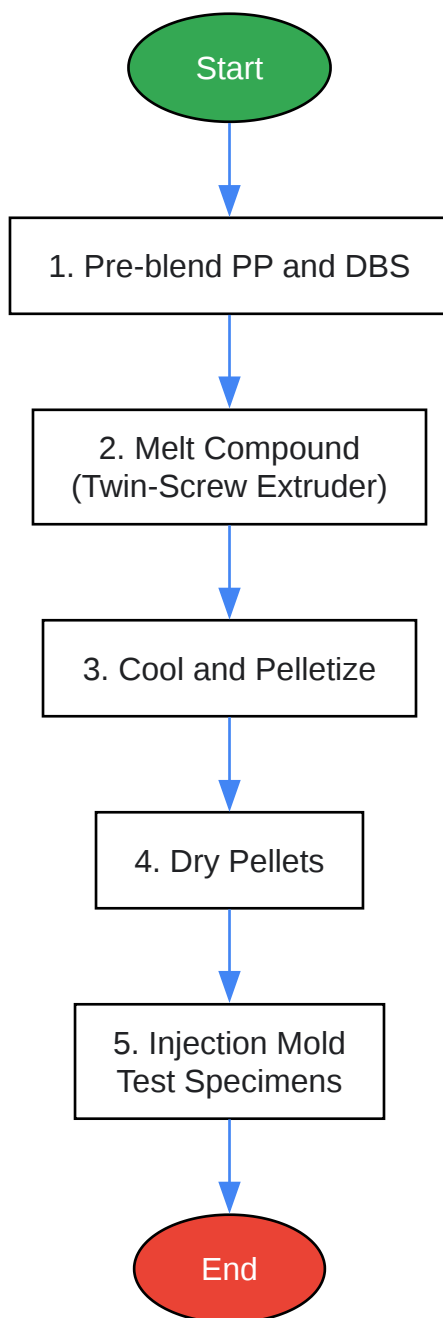 Start
1. Pre-blend PP and DBS
2. Melt Compound
(Twin-Screw Extruder)
3. Cool and Pelletize
4. Dry Pellets
5. Injection Mold
Test Specimens
End